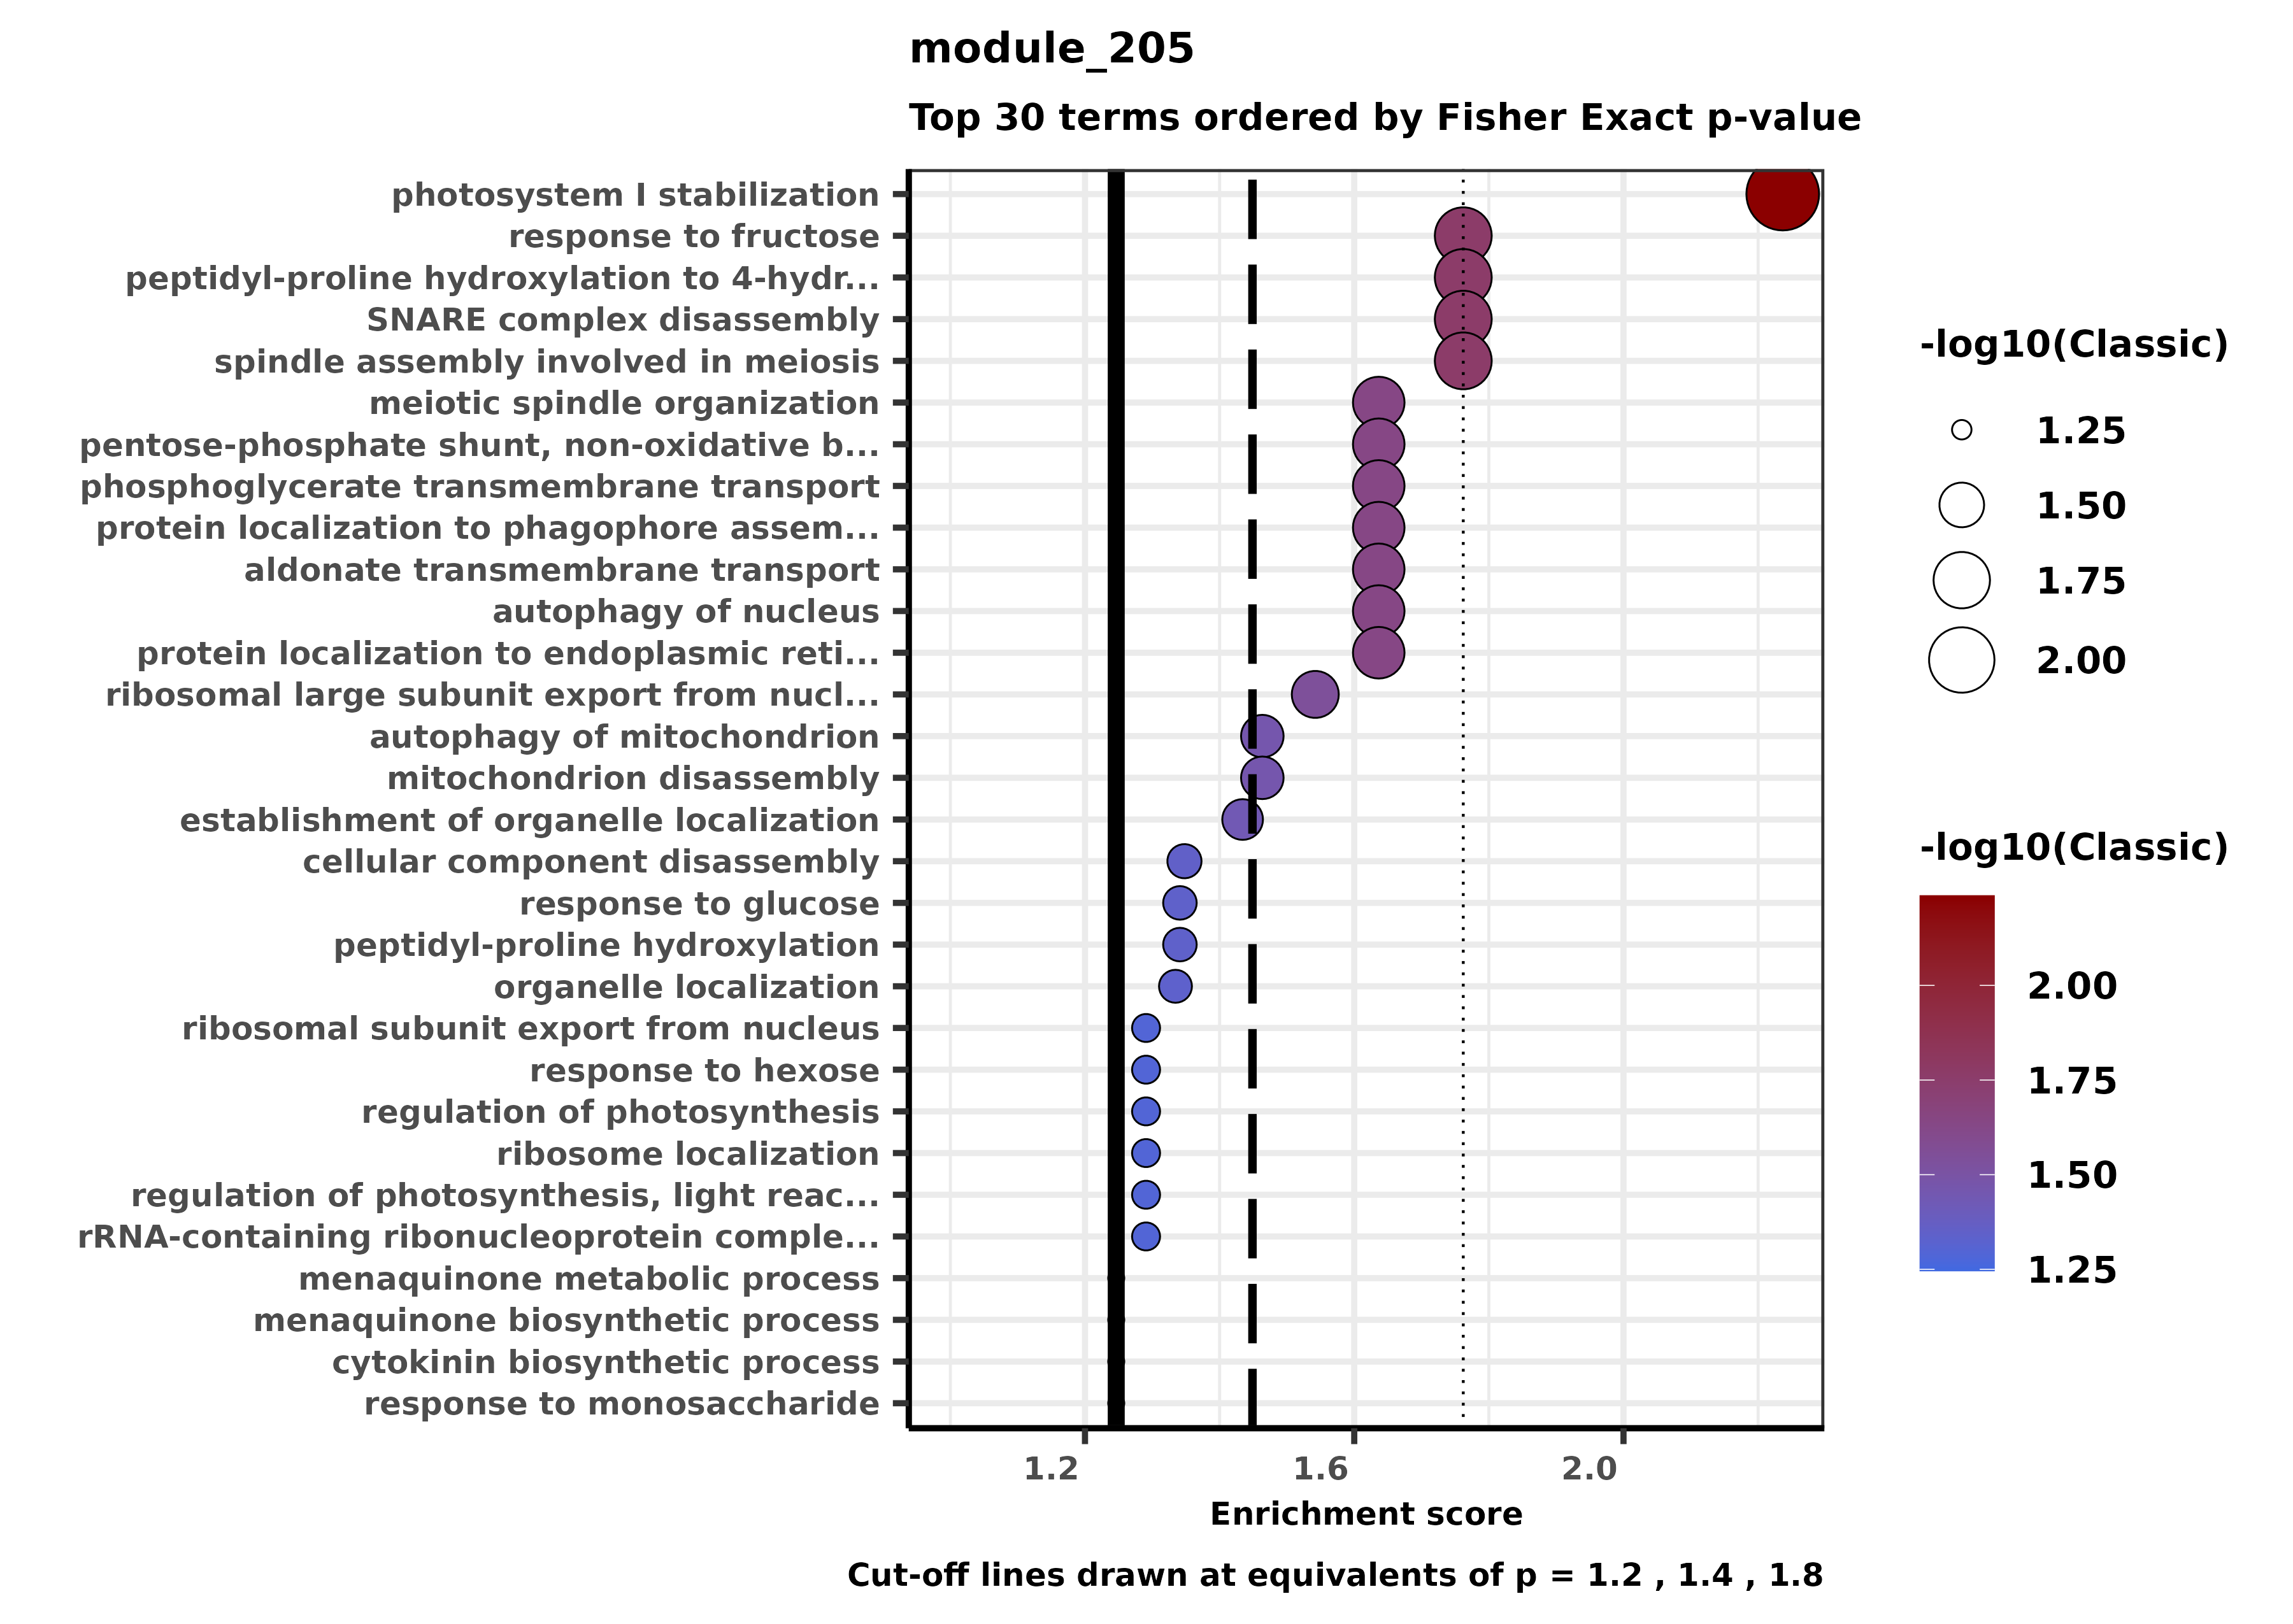 module_205
Top 30 terms ordered by Fisher Exact p-value
photosystem I stabilization
response to fructose
peptidyl-proline hydroxylation to 4-hydr...
SNARE complex disassembly
spindle assembly involved in meiosis
meiotic spindle organization
pentose-phosphate shunt, non-oxidative b...
phosphoglycerate transmembrane transport
protein localization to phagophore assem...
aldonate transmembrane transport
autophagy of nucleus
protein localization to endoplasmic reti...
ribosomal large subunit export from nucl...
autophagy of mitochondrion
mitochondrion disassembly
establishment of organelle localization
cellular component disassembly
response to glucose
peptidyl-proline hydroxylation
organelle localization
ribosomal subunit export from nucleus
response to hexose
regulation of photosynthesis
ribosome localization
regulation of photosynthesis, light reac...
rRNA-containing ribonucleoprotein comple...
menaquinone metabolic process
menaquinone biosynthetic process
cytokinin biosynthetic process
response to monosaccharide
1.2 1.6 2.0
Enrichment score
Cut-off lines drawn at equivalents of p = 1.2 , 1.4 , 1.8
-log10(Classic)
1.25
1.50
1.75
2.00
-log10(Classic)
2.00
1.75
1.50
1.25